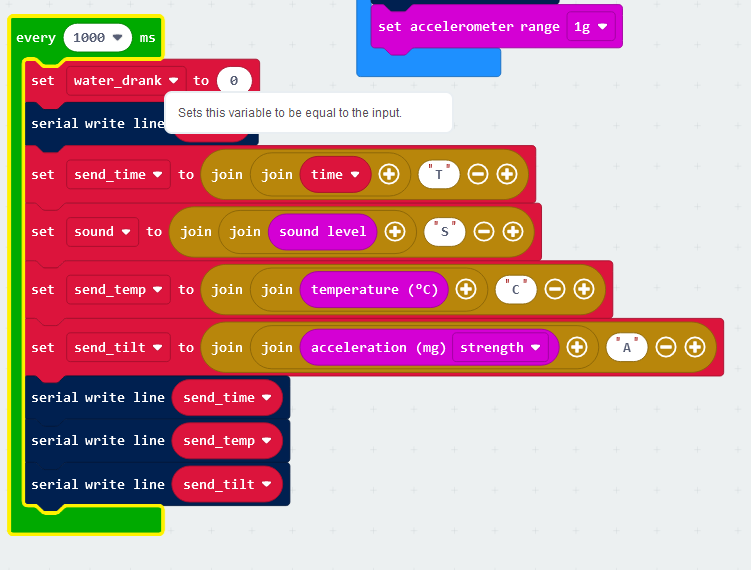 set accelerometer range 1g
every 1000 ms
set water_drank to 0
Sets this variable to be equal to the input.
serial write line
set send_time to join join time "T"
set sound to join join sound level "S"
set send_temp to join join temperature (°C) "C"
set send_tilt to join join acceleration (mg) strength "A"
serial write line send_time
serial write line send_temp
serial write line send_tilt